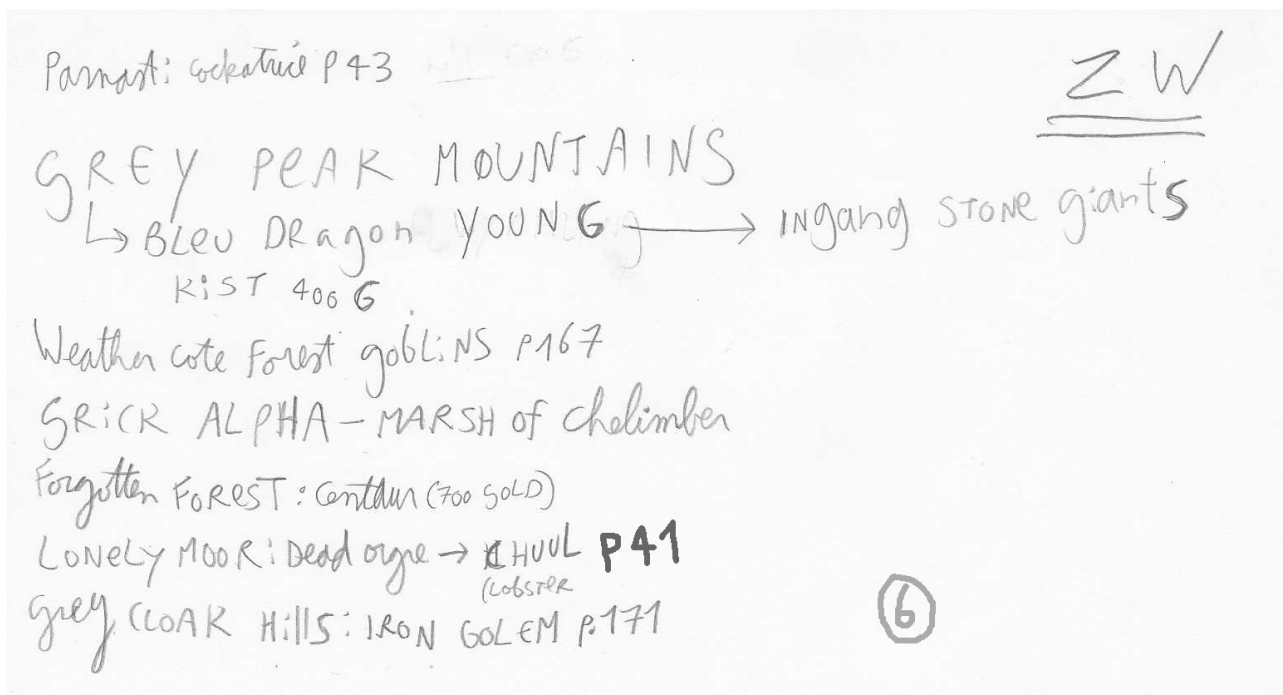 Parnast: cockatrice P43
ZW
GREY PEAK MOUNTAINS
↳ BLEU DRagon YOUNG → INgang STONE giantS
KiST 400 G
Weather cote Forest gobLiNS P167
GRiCK ALPHA - MARSH of Chelimber
Forgotten FOREST: Centaur (700 GOLD)
LONELY MOOR: Dead ogre → CHUUL P41
(LOBSTER
Grey CLOAK HillS: IRON GOLEM P.171
6